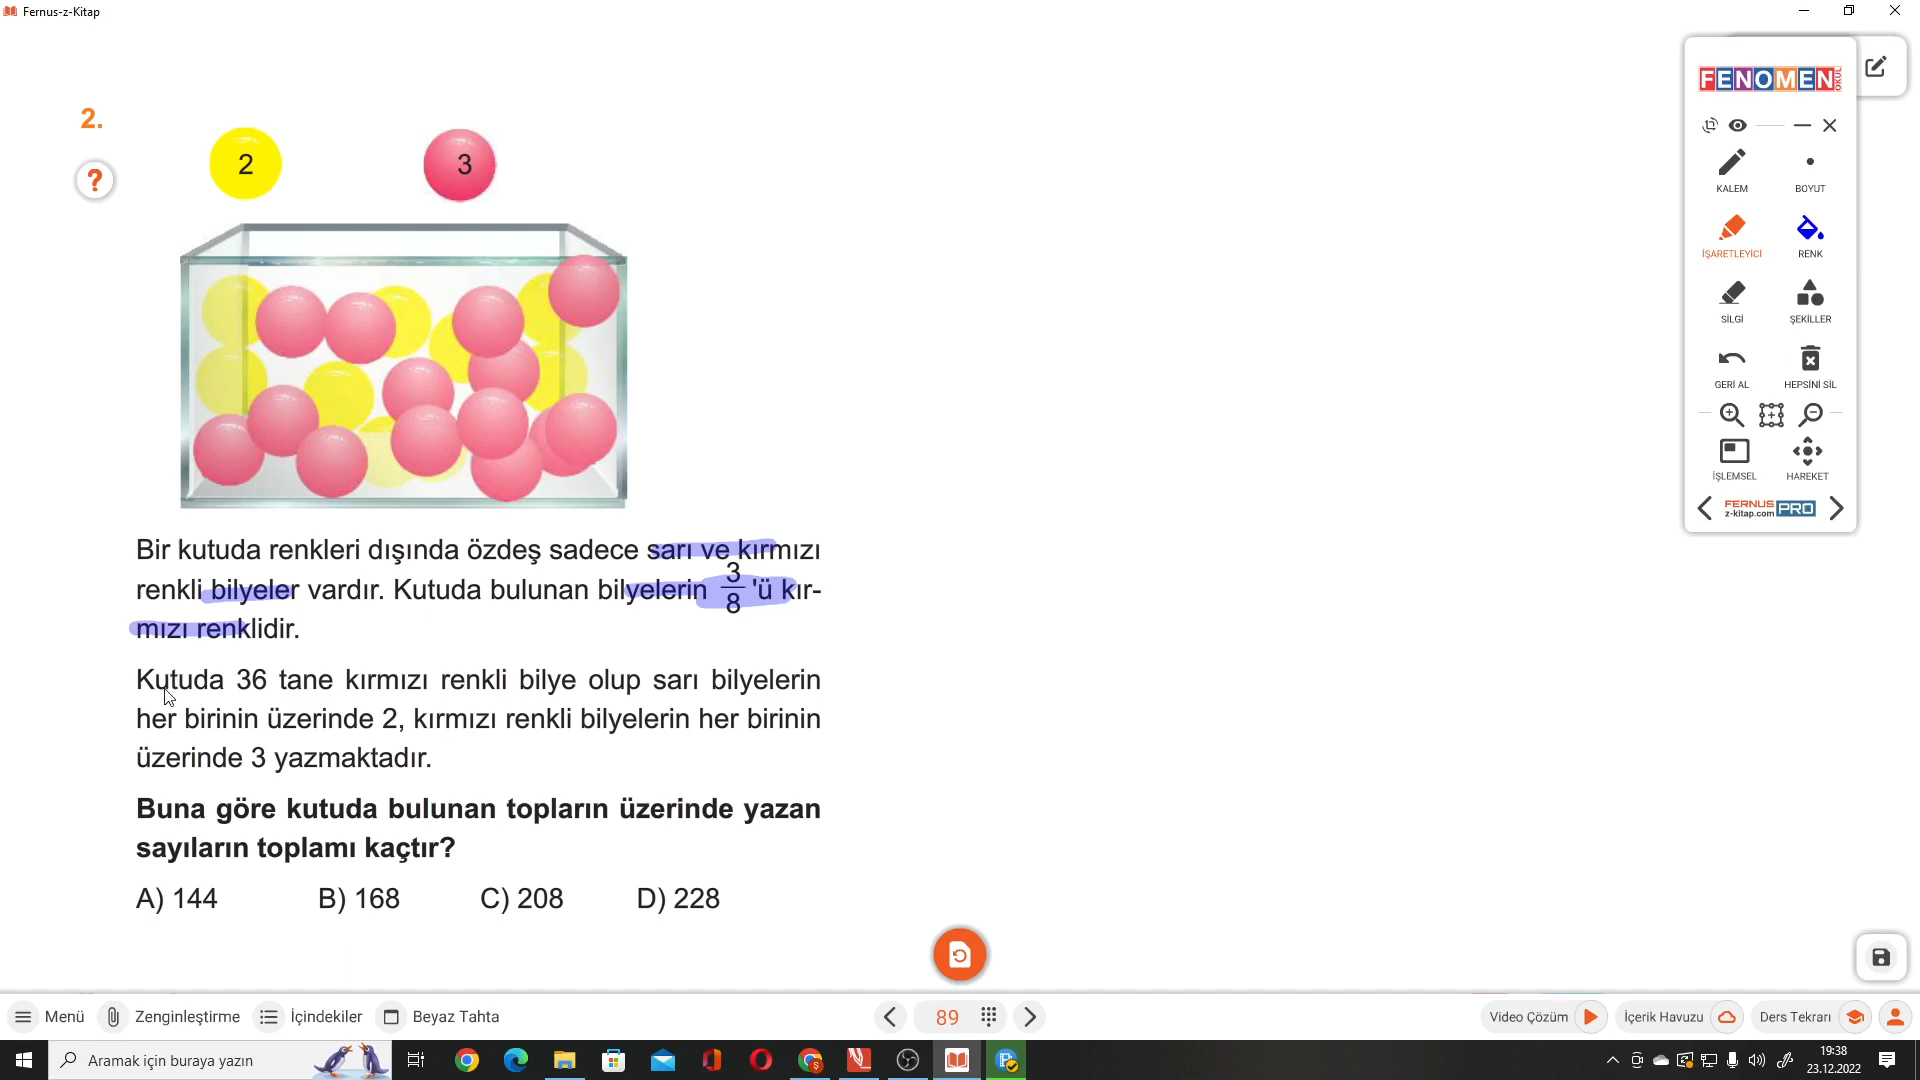 Fernus-z-Kitap
FENOMEN OKUL
2.
2
3
?
KALEM
BOYUT
İŞARETLEYİCİ
RENK
SİLGİ
ŞEKİLLER
GERİ AL
HEPSİNİ SİL
İŞLEMSEL
HAREKET
FERNUS
z-kitap.com PRO
Bir kutuda renkleri dışında özdeş sadece sarı ve kırmızı
renkli bilyeler vardır. Kutuda bulunan bilyelerin 3/8 'ü kır-
mızı renklidir.
Kutuda 36 tane kırmızı renkli bilye olup sarı bilyelerin
her birinin üzerinde 2, kırmızı renkli bilyelerin her birinin
üzerinde 3 yazmaktadır.
Buna göre kutuda bulunan topların üzerinde yazan
sayıların toplamı kaçtır?
A) 144 B) 168 C) 208 D) 228
Menü Zenginleştirme İçindekiler Beyaz Tahta 89 Video Çözüm İçerik Havuzu Ders Tekrarı
Aramak için buraya yazın
19:38
23.12.2022